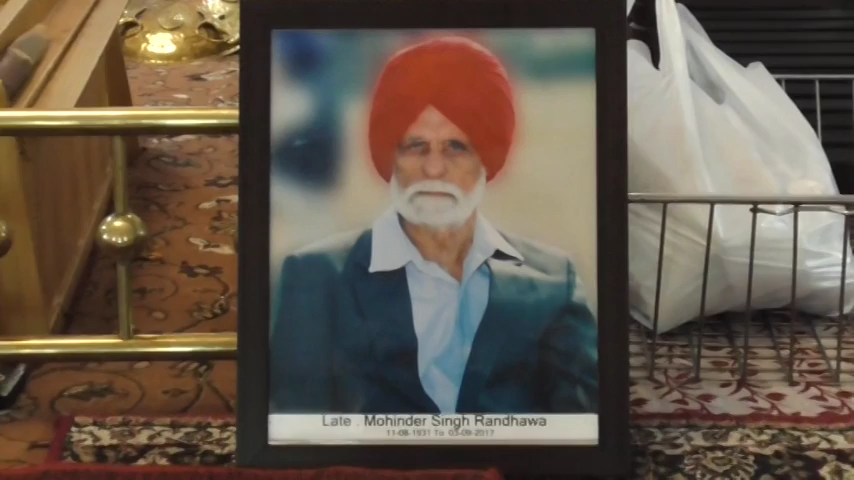 Late . Mohinder Singh Randhawa
11-08-1931 To 03-09-2017